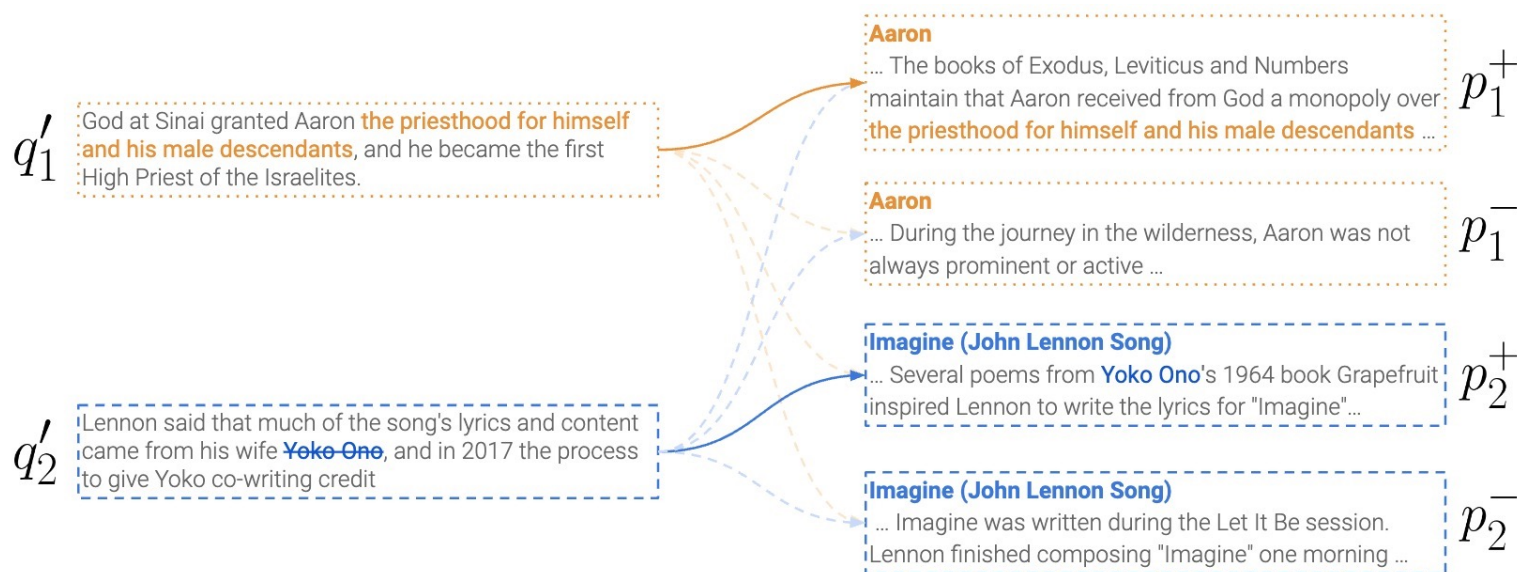 q′₁
God at Sinai granted Aaron the priesthood for himself
and his male descendants, and he became the first
High Priest of the Israelites.
q′₂
Lennon said that much of the song's lyrics and content
came from his wife Yoko Ono, and in 2017 the process
to give Yoko co-writing credit
Aaron
... The books of Exodus, Leviticus and Numbers
maintain that Aaron received from God a monopoly over
the priesthood for himself and his male descendants ...
p₁⁺
Aaron
... During the journey in the wilderness, Aaron was not
always prominent or active ...
p₁⁻
Imagine (John Lennon Song)
... Several poems from Yoko Ono's 1964 book Grapefruit
inspired Lennon to write the lyrics for "Imagine"...
p₂⁺
Imagine (John Lennon Song)
... Imagine was written during the Let It Be session.
Lennon finished composing "Imagine" one morning ...
p₂⁻